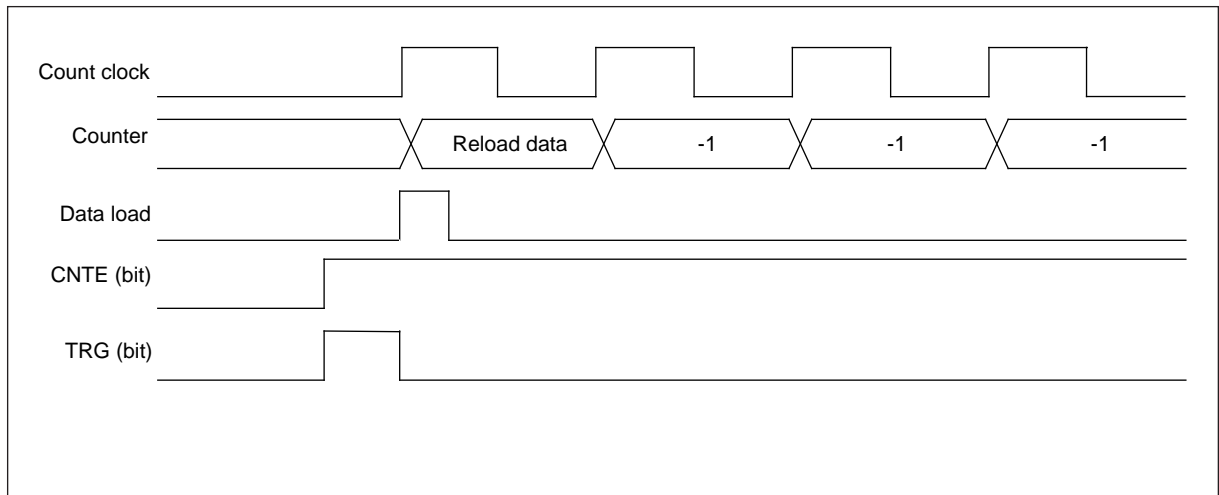 Count clock
Counter Reload data -1 -1 -1
Data load
CNTE (bit)
TRG (bit)